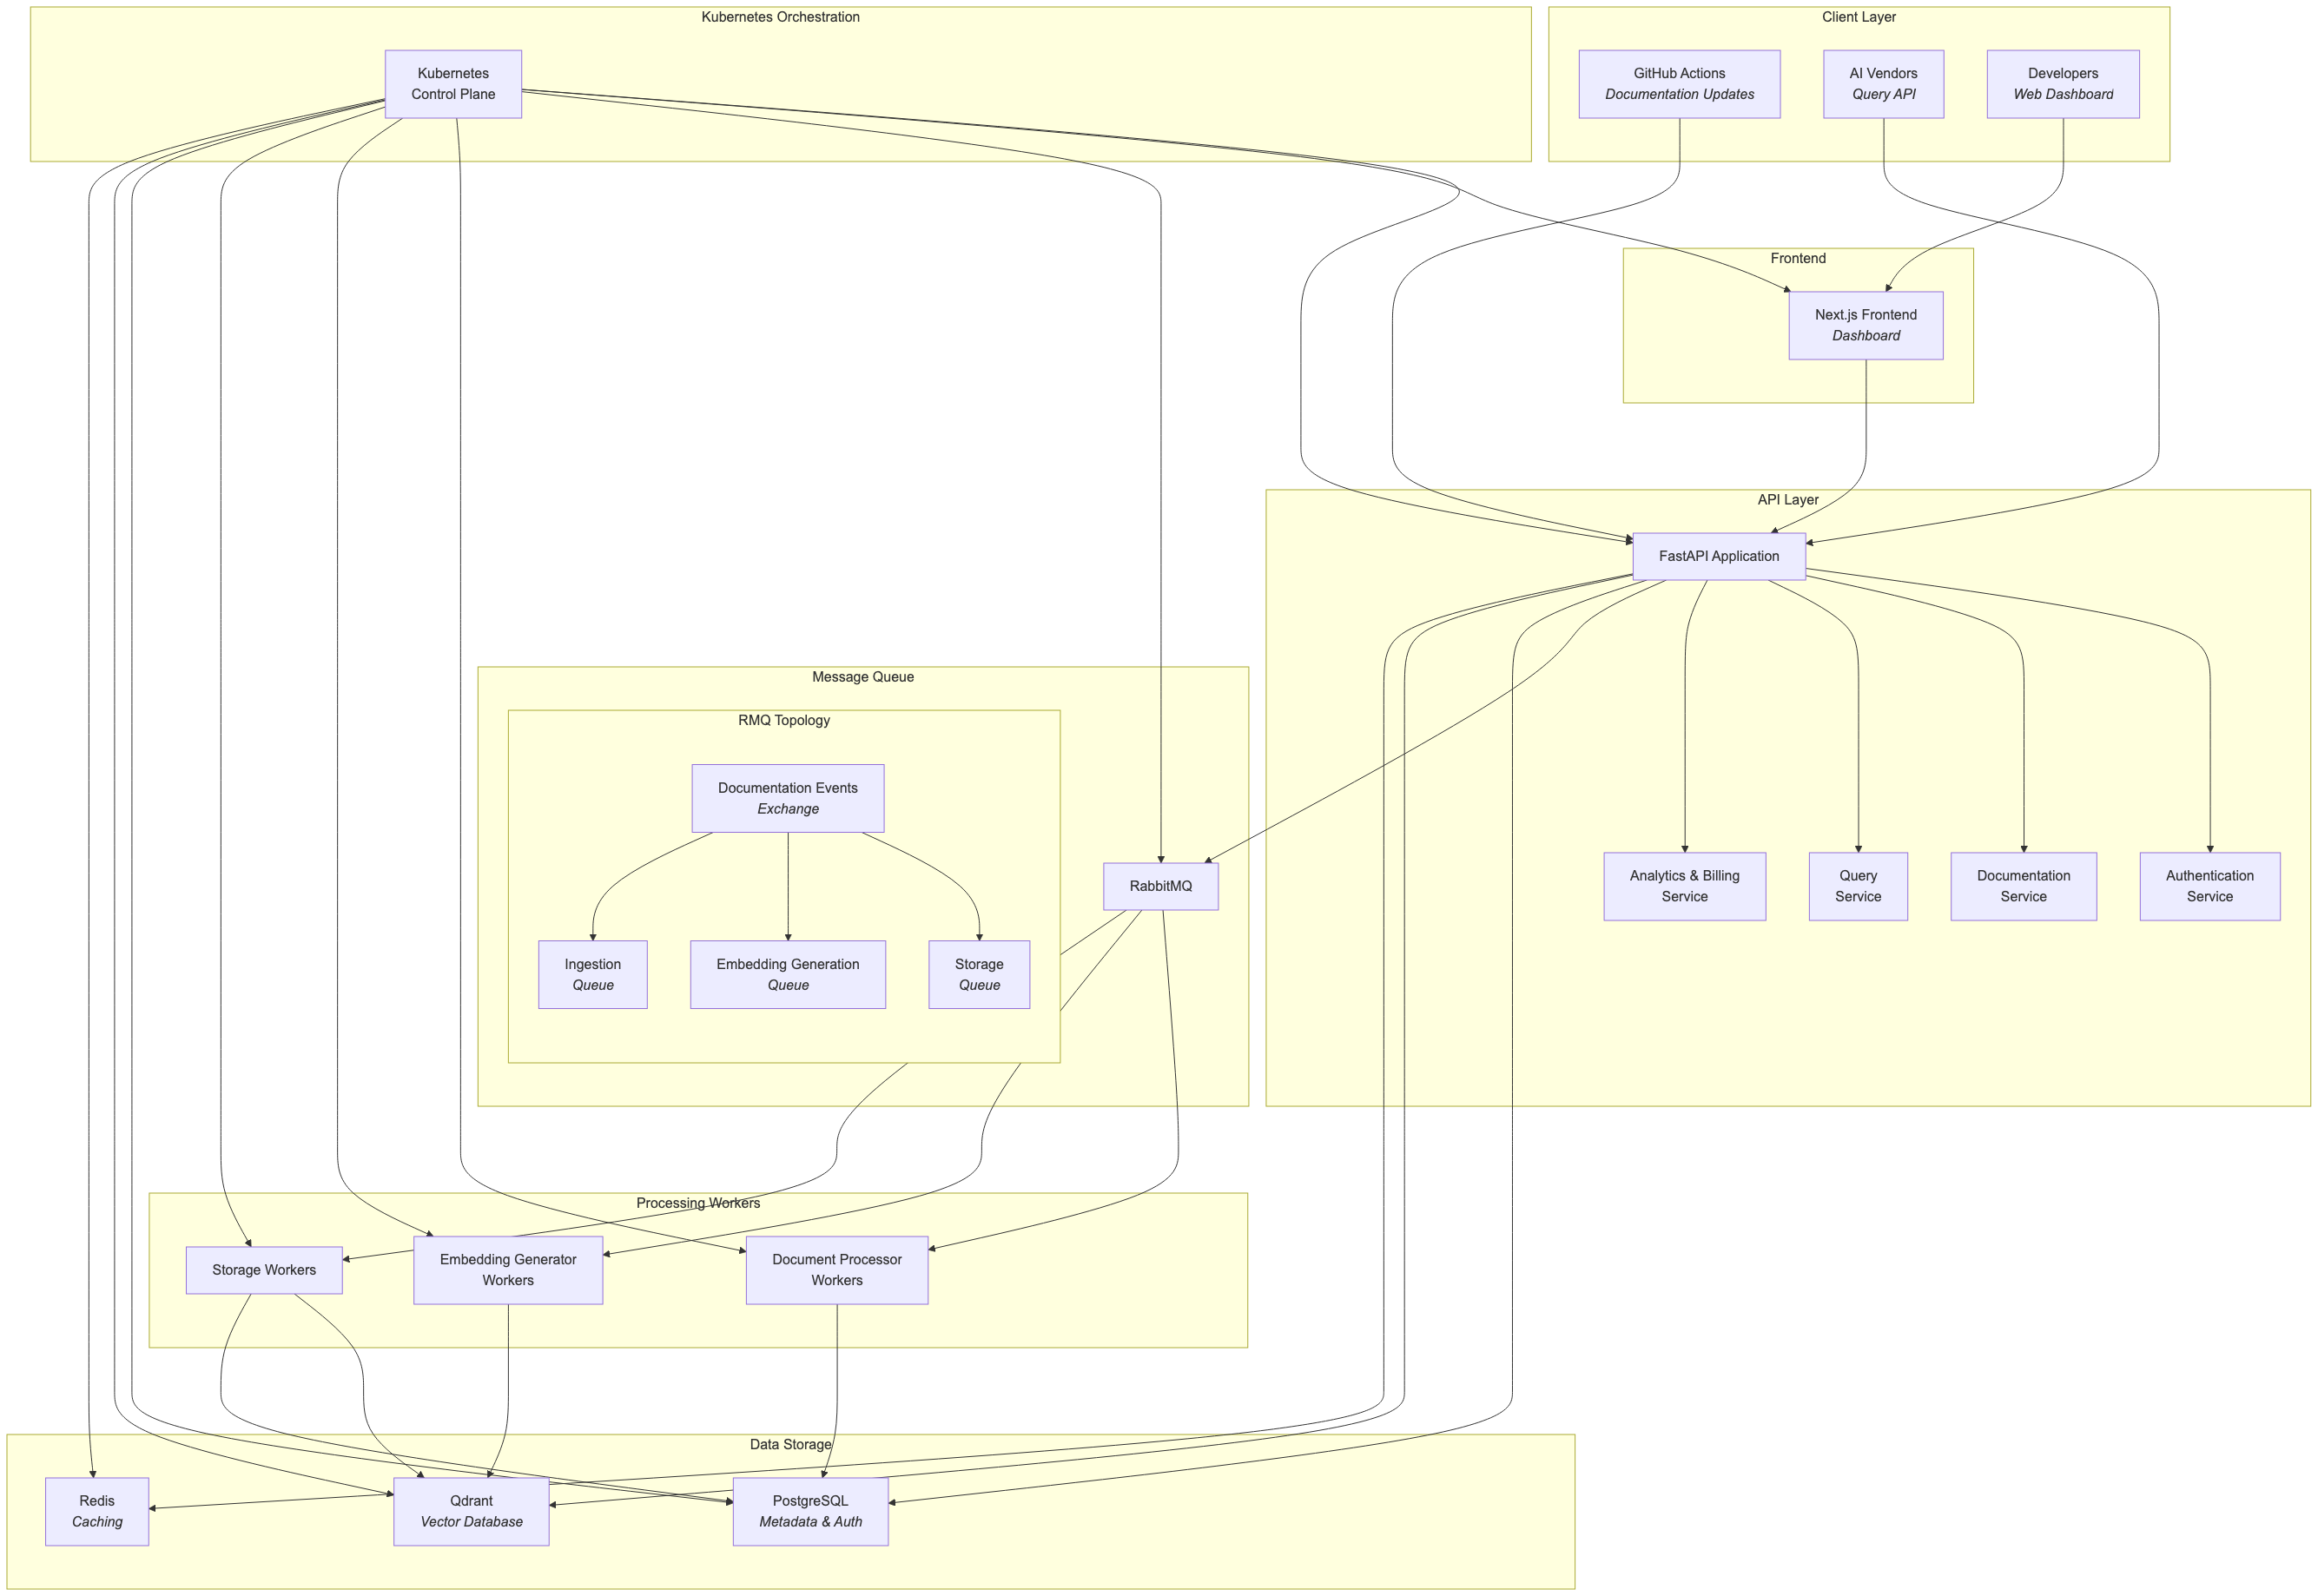 Kubernetes Orchestration
Kubernetes
Control Plane
Client Layer
GitHub Actions
Documentation Updates
AI Vendors
Query API
Developers
Web Dashboard
Frontend
Next.js Frontend
Dashboard
API Layer
FastAPI Application
Analytics & Billing
Service
Query
Service
Documentation
Service
Authentication
Service
Message Queue
RMQ Topology
Documentation Events
Exchange
RabbitMQ
Ingestion
Queue
Embedding Generation
Queue
Storage
Queue
Processing Workers
Storage Workers
Embedding Generator
Workers
Document Processor
Workers
Data Storage
Redis
Caching
Qdrant
Vector Database
PostgreSQL
Metadata & Auth